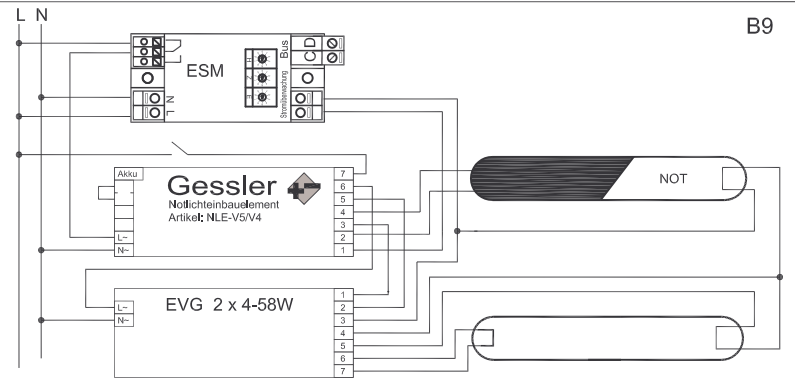 L N
B9
ESM
H
Z
E
Bus
C D
Stromüberwachung
N
L
Akku
Gessler
Notlichteinbauelement
Artikel: NLE-V5/V4
L~
N~
7
6
5
4
3
2
1
NOT
EVG 2 x 4-58W
L~
N~
1
2
3
4
5
6
7